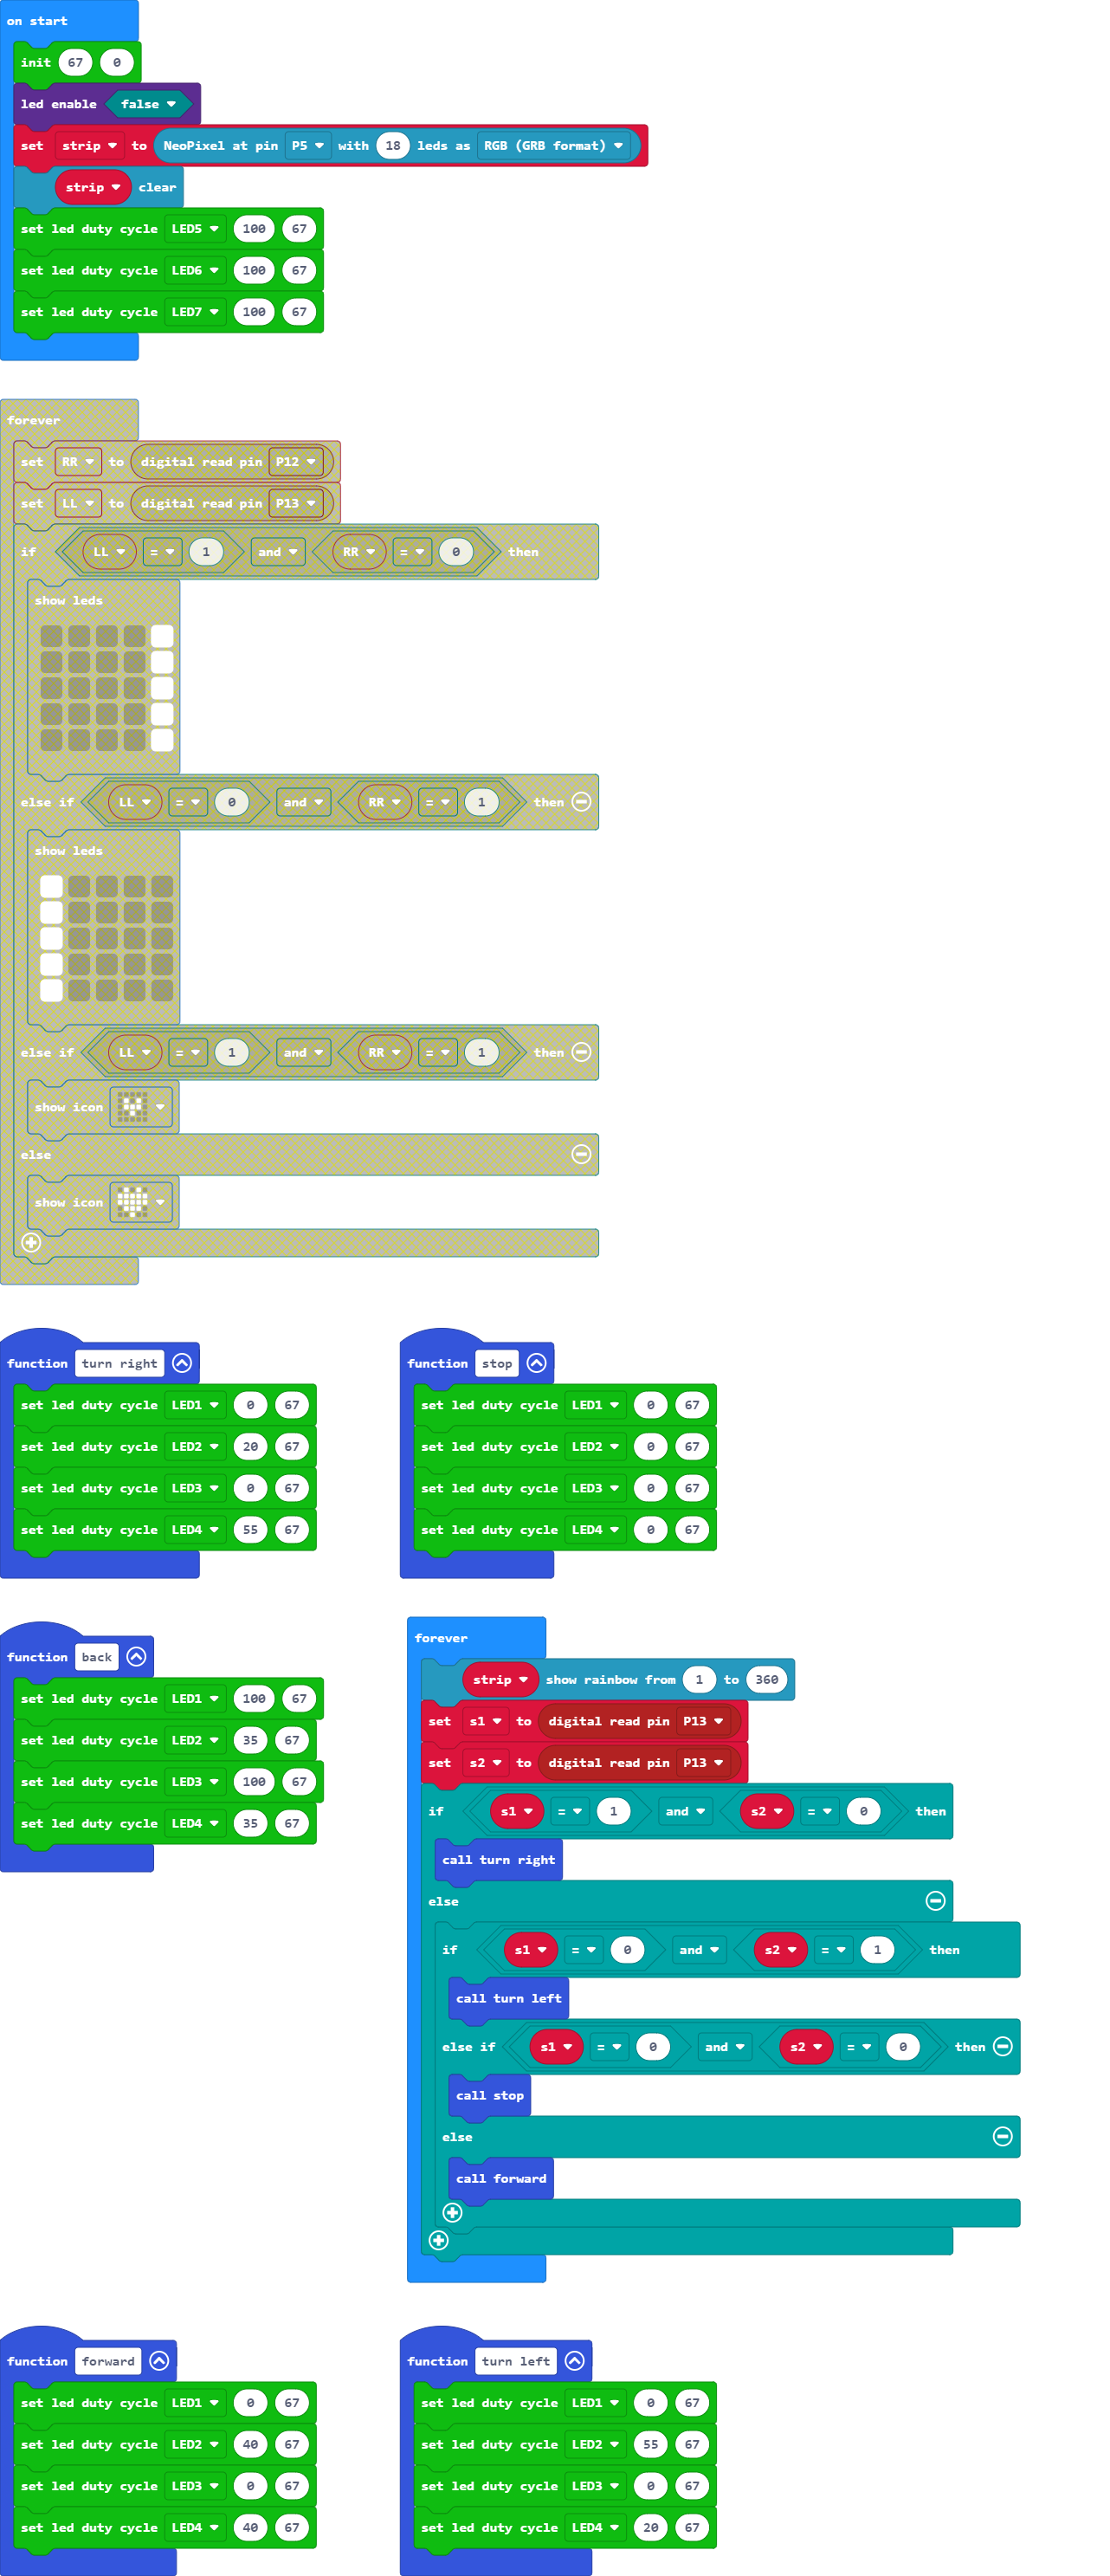 on start
init 67 0
led enable false
set strip to NeoPixel at pin P5 with 18 leds as RGB (GRB format)
strip clear
set led duty cycle LED5 100 67
set led duty cycle LED6 100 67
set led duty cycle LED7 100 67
forever
set RR to digital read pin P12
set LL to digital read pin P13
if LL = 1 and RR = 0 then
show leds
else if LL = 0 and RR = 1 then
show leds
else if LL = 1 and RR = 1 then
show icon
else
show icon
function turn right
set led duty cycle LED1 0 67
set led duty cycle LED2 20 67
set led duty cycle LED3 0 67
set led duty cycle LED4 55 67
function stop
set led duty cycle LED1 0 67
set led duty cycle LED2 0 67
set led duty cycle LED3 0 67
set led duty cycle LED4 0 67
function back
set led duty cycle LED1 100 67
set led duty cycle LED2 35 67
set led duty cycle LED3 100 67
set led duty cycle LED4 35 67
forever
strip show rainbow from 1 to 360
set s1 to digital read pin P13
set s2 to digital read pin P13
if s1 = 1 and s2 = 0 then
call turn right
else
if s1 = 0 and s2 = 1 then
call turn left
else if s1 = 0 and s2 = 0 then
call stop
else
call forward
function forward
set led duty cycle LED1 0 67
set led duty cycle LED2 40 67
set led duty cycle LED3 0 67
set led duty cycle LED4 40 67
function turn left
set led duty cycle LED1 0 67
set led duty cycle LED2 55 67
set led duty cycle LED3 0 67
set led duty cycle LED4 20 67